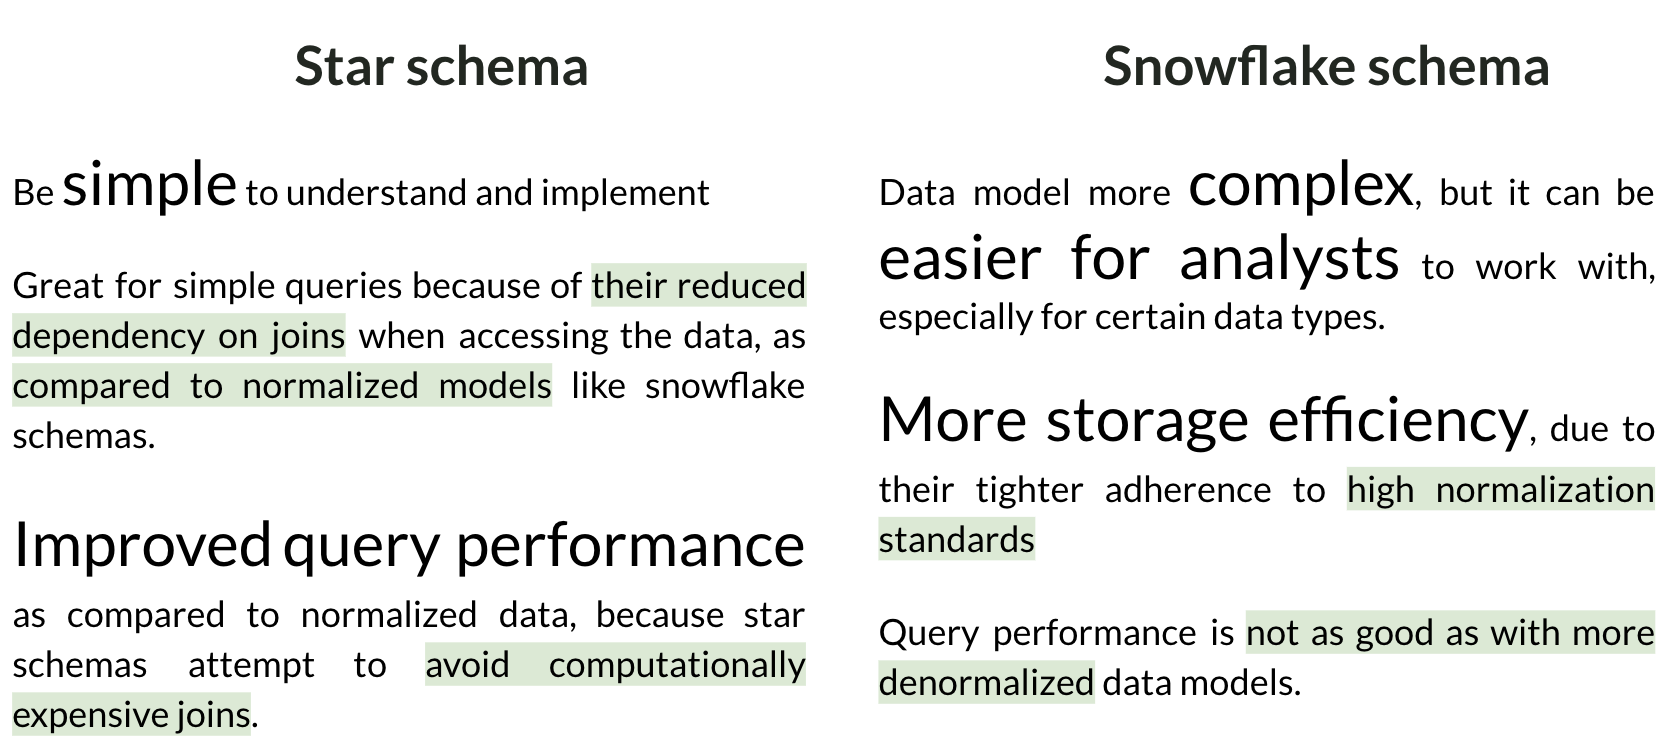 Star schema
Be simple to understand and implement
Great for simple queries because of their reduced
dependency on joins when accessing the data, as
compared to normalized models like snowflake
schemas.
Improved query performance
as compared to normalized data, because star
schemas attempt to avoid computationally
expensive joins.
Snowflake schema
Data model more complex, but it can be
easier for analysts to work with,
especially for certain data types.
More storage efficiency, due to
their tighter adherence to high normalization
standards
Query performance is not as good as with more
denormalized data models.